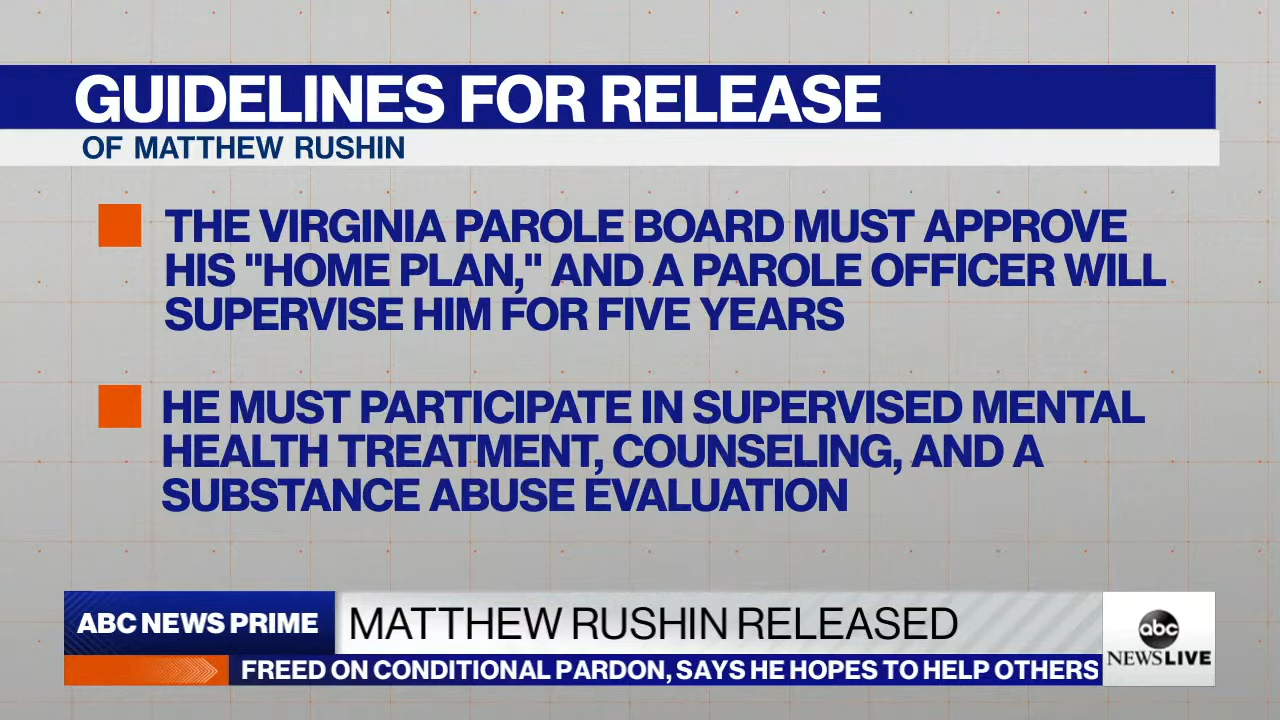 GUIDELINES FOR RELEASE
OF MATTHEW RUSHIN
THE VIRGINIA PAROLE BOARD MUST APPROVE
HIS "HOME PLAN," AND A PAROLE OFFICER WILL
SUPERVISE HIM FOR FIVE YEARS
HE MUST PARTICIPATE IN SUPERVISED MENTAL
HEALTH TREATMENT, COUNSELING, AND A
SUBSTANCE ABUSE EVALUATION
ABC NEWS PRIME
MATTHEW RUSHIN RELEASED
FREED ON CONDITIONAL PARDON, SAYS HE HOPES TO HELP OTHERS
abc
NEWSLIVE